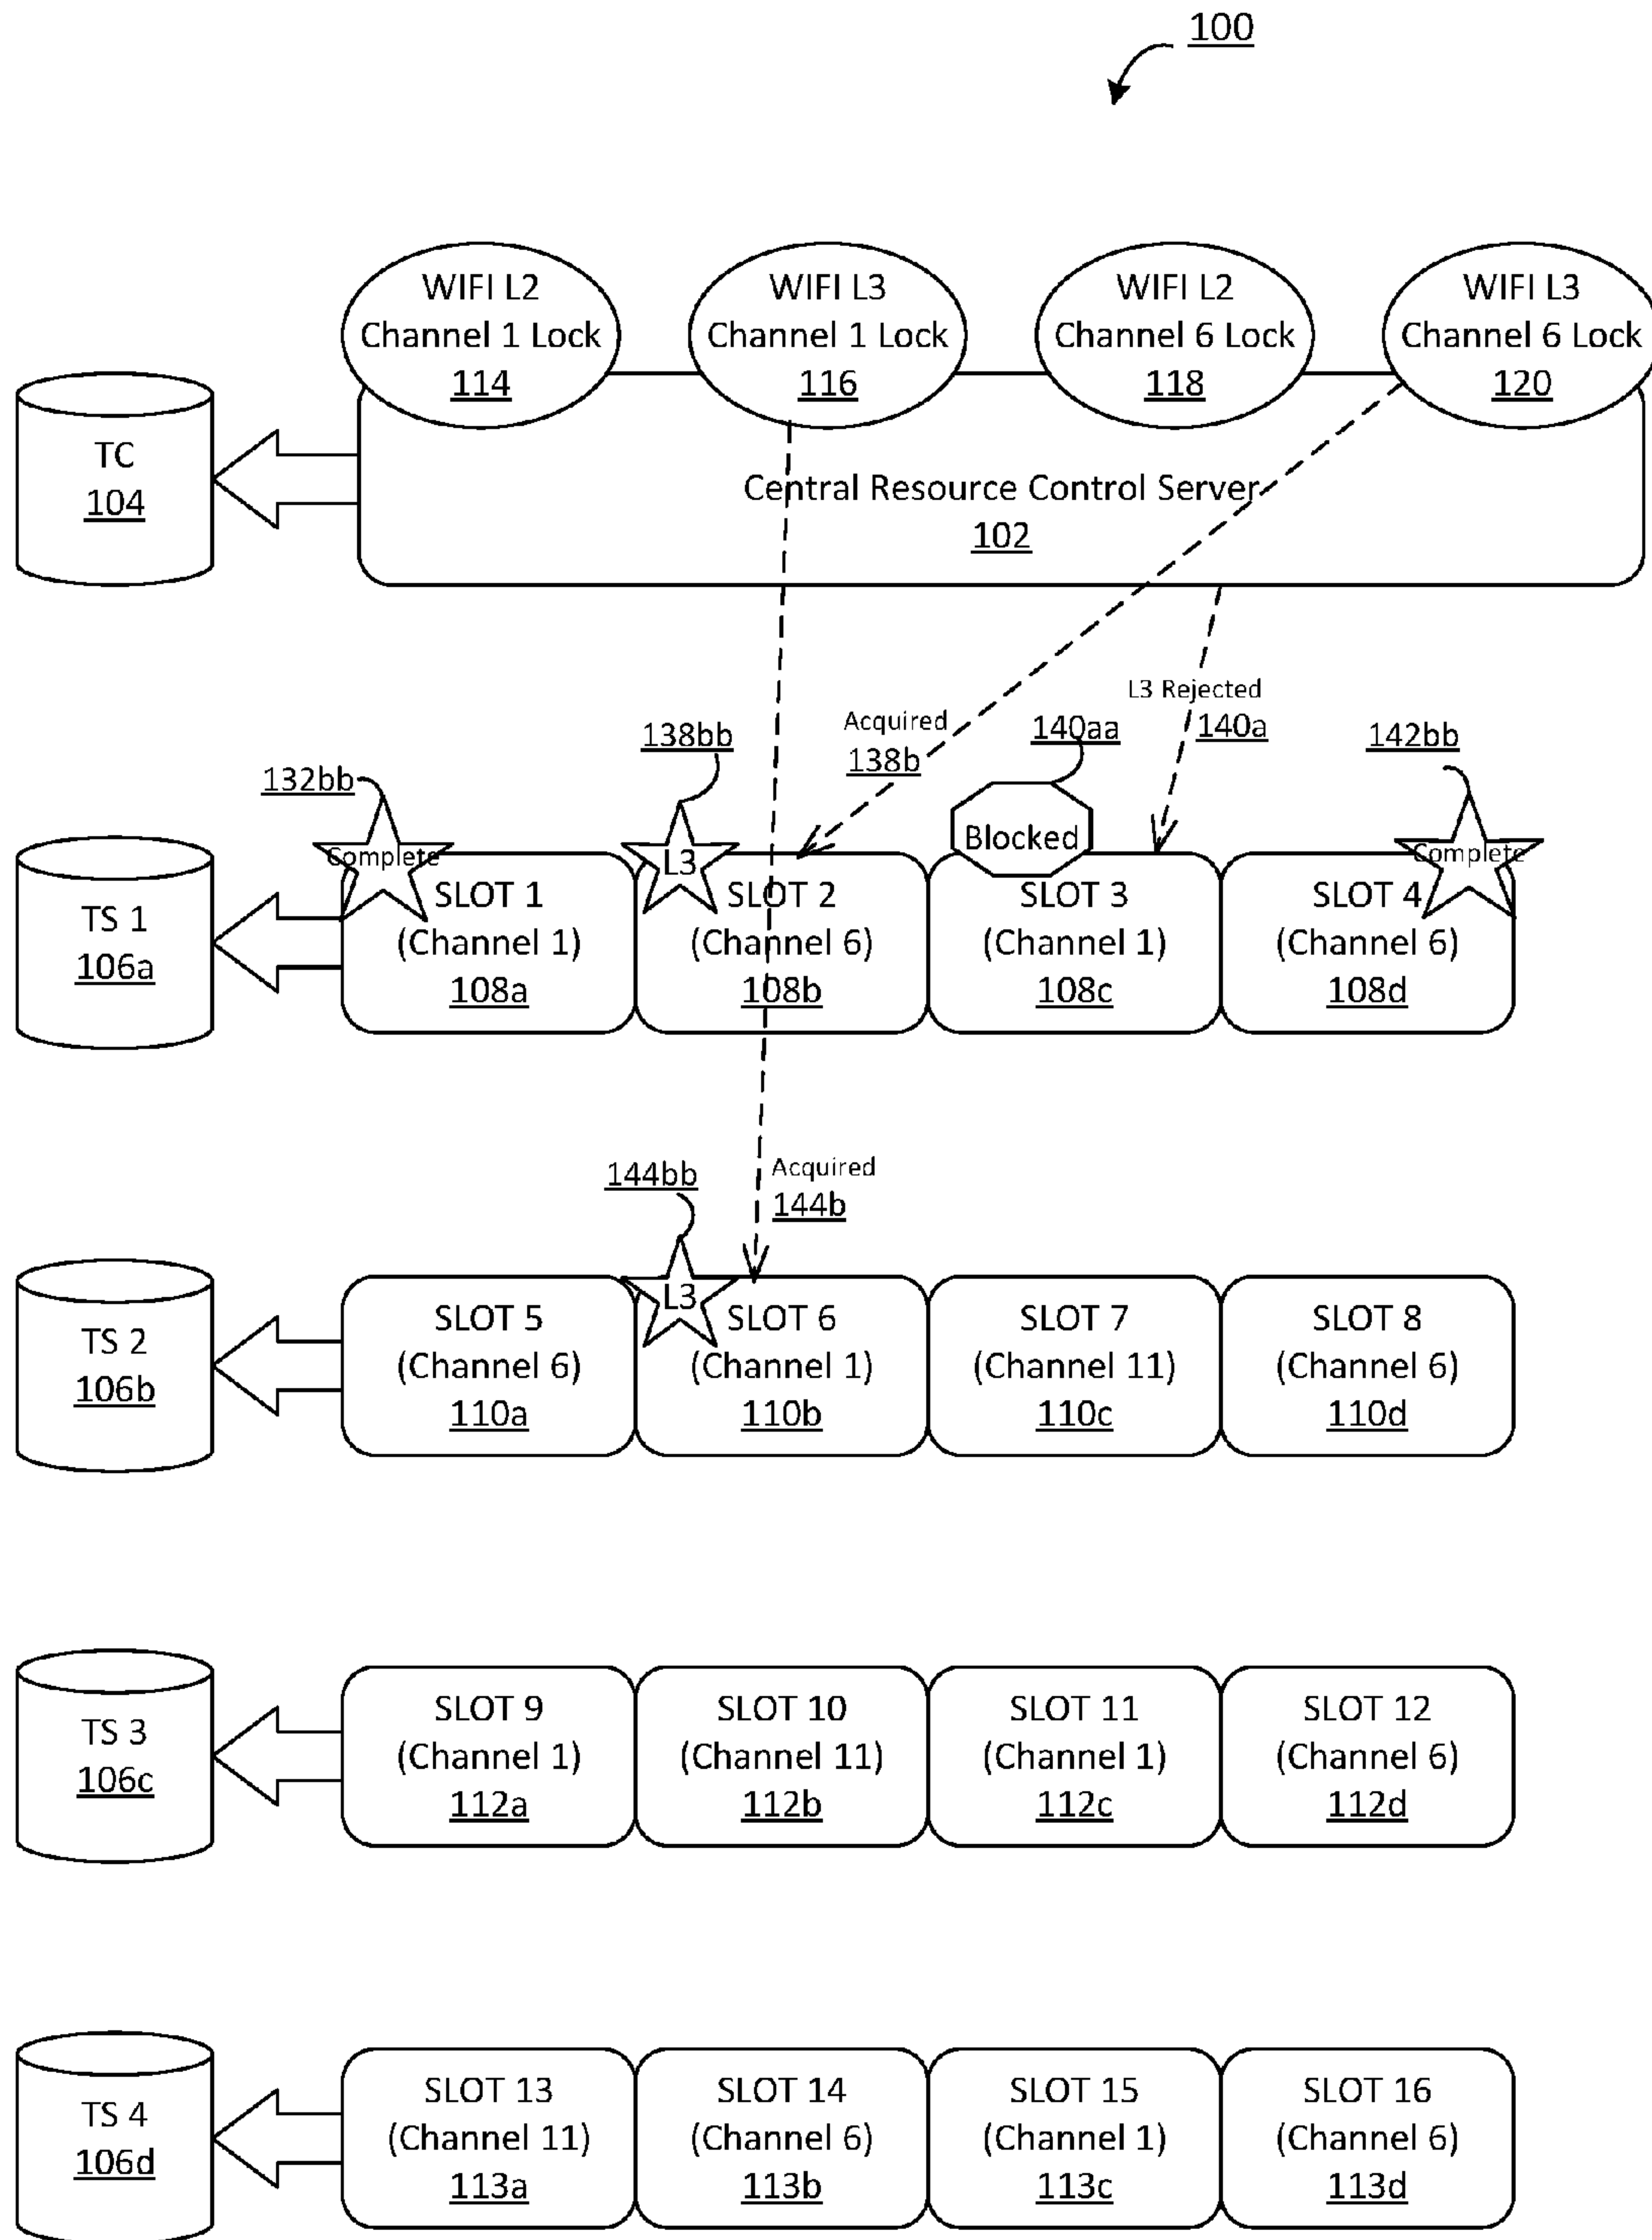 100
WIFI L2
Channel 1 Lock
114
WIFI L3
Channel 1 Lock
116
WIFI L2
Channel 6 Lock
118
WIFI L3
Channel 6 Lock
120
TC
104
Central Resource Control Server
102
L3 Rejected
140a
Acquired
138b
138bb
140aa
142bb
132bb
Complete
L3
Blocked
Complete
TS 1
106a
SLOT 1
(Channel 1)
108a
SLOT 2
(Channel 6)
108b
SLOT 3
(Channel 1)
108c
SLOT 4
(Channel 6)
108d
144bb
Acquired
144b
L3
TS 2
106b
SLOT 5
(Channel 6)
110a
SLOT 6
(Channel 1)
110b
SLOT 7
(Channel 11)
110c
SLOT 8
(Channel 6)
110d
TS 3
106c
SLOT 9
(Channel 1)
112a
SLOT 10
(Channel 11)
112b
SLOT 11
(Channel 1)
112c
SLOT 12
(Channel 6)
112d
TS 4
106d
SLOT 13
(Channel 11)
113a
SLOT 14
(Channel 6)
113b
SLOT 15
(Channel 1)
113c
SLOT 16
(Channel 6)
113d